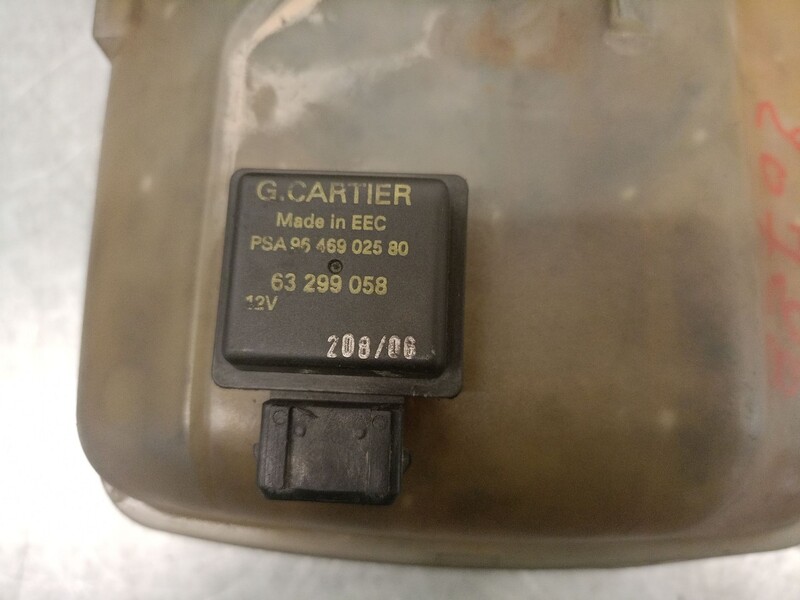 G.CARTIER
Made in EEC
PSA 96 469 025 80
63 299 058
12V
208/06